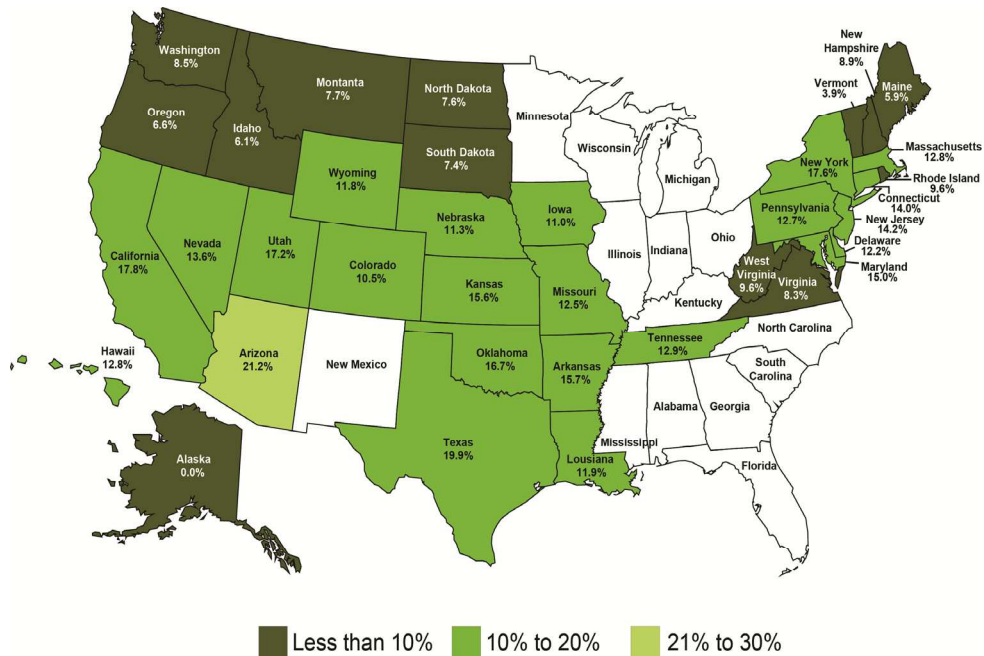 Washington
8.5%
Oregon
6.6%
Idaho
6.1%
Montanta
7.7%
North Dakota
7.6%
South Dakota
7.4%
Minnesota
Wisconsin
Michigan
New
Hampshire
8.9%
Vermont
3.9%
Maine
5.9%
Massachusetts
12.8%
New York
17.6%
Rhode Island
9.6%
Connecticut
14.0%
Pennsylvania
12.7%
New Jersey
14.2%
Delaware
12.2%
Maryland
15.0%
Wyoming
11.8%
Nebraska
11.3%
Iowa
11.0%
California
17.8%
Nevada
13.6%
Utah
17.2%
Colorado
10.5%
Kansas
15.6%
Missouri
12.5%
Illinois
Indiana
Ohio
West
Virginia
9.6%
Virginia
8.3%
Kentucky
North Carolina
Tennessee
12.9%
South
Carolina
Hawaii
12.8%
Arizona
21.2%
New Mexico
Oklahoma
16.7%
Arkansas
15.7%
Mississippi
Alabama
Georgia
Texas
19.9%
Lousiana
11.9%
Florida
Alaska
0.0%
Less than 10%
10% to 20%
21% to 30%